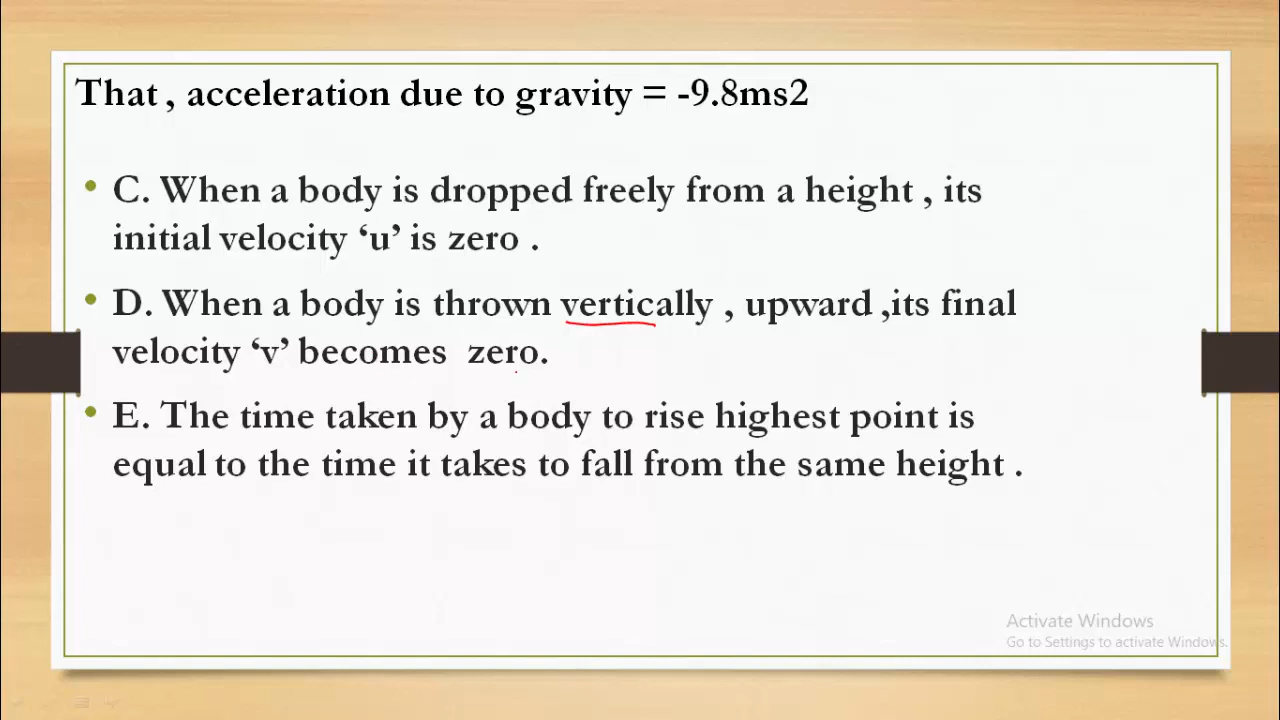 That , acceleration due to gravity = -9.8ms2
• C. When a body is dropped freely from a height , its
initial velocity ‘u’ is zero .
• D. When a body is thrown vertically , upward ,its final
velocity ‘v’ becomes zero.
• E. The time taken by a body to rise highest point is
equal to the time it takes to fall from the same height .
Activate Windows
Go to Settings to activate Windows.